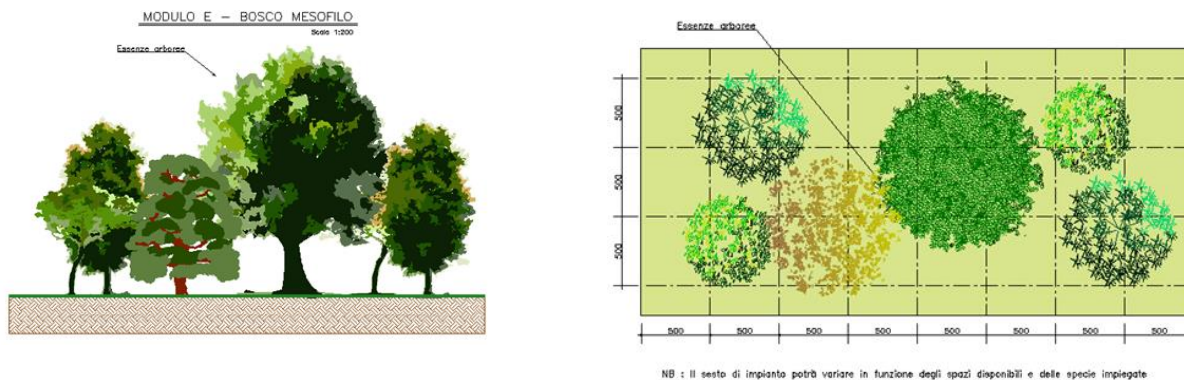 MODULO E – BOSCO MESOFILO
Scala 1:200
Essenze arboree
Essenze arboree
500
500
500
500 500 500 500 500 500 500 500
NB : Il sesto di impianto potrà variare in funzione degli spazi disponibili e delle specie impiegate